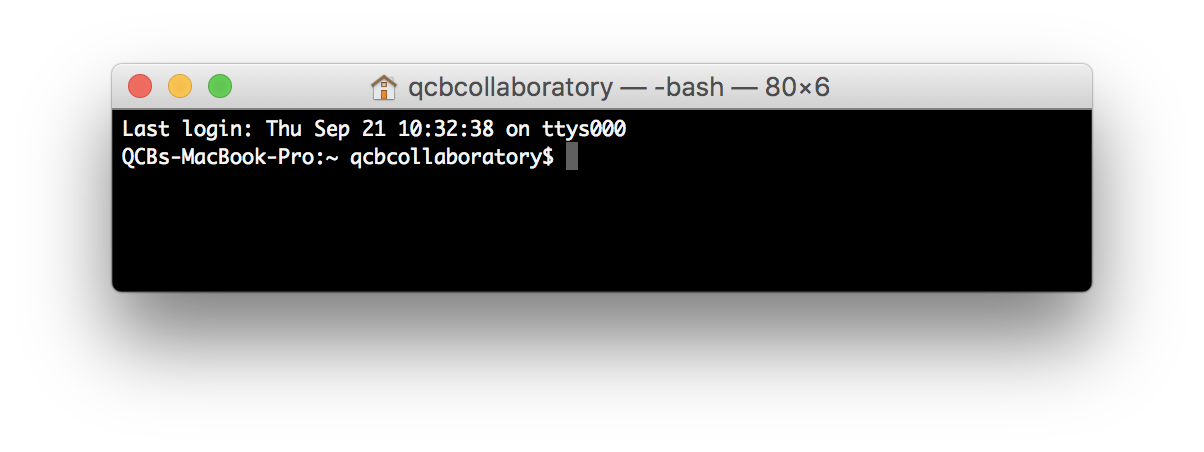 qcbcollaboratory — -bash — 80×6
Last login: Thu Sep 21 10:32:38 on ttys000
QCBs-MacBook-Pro:~ qcbcollaboratory$